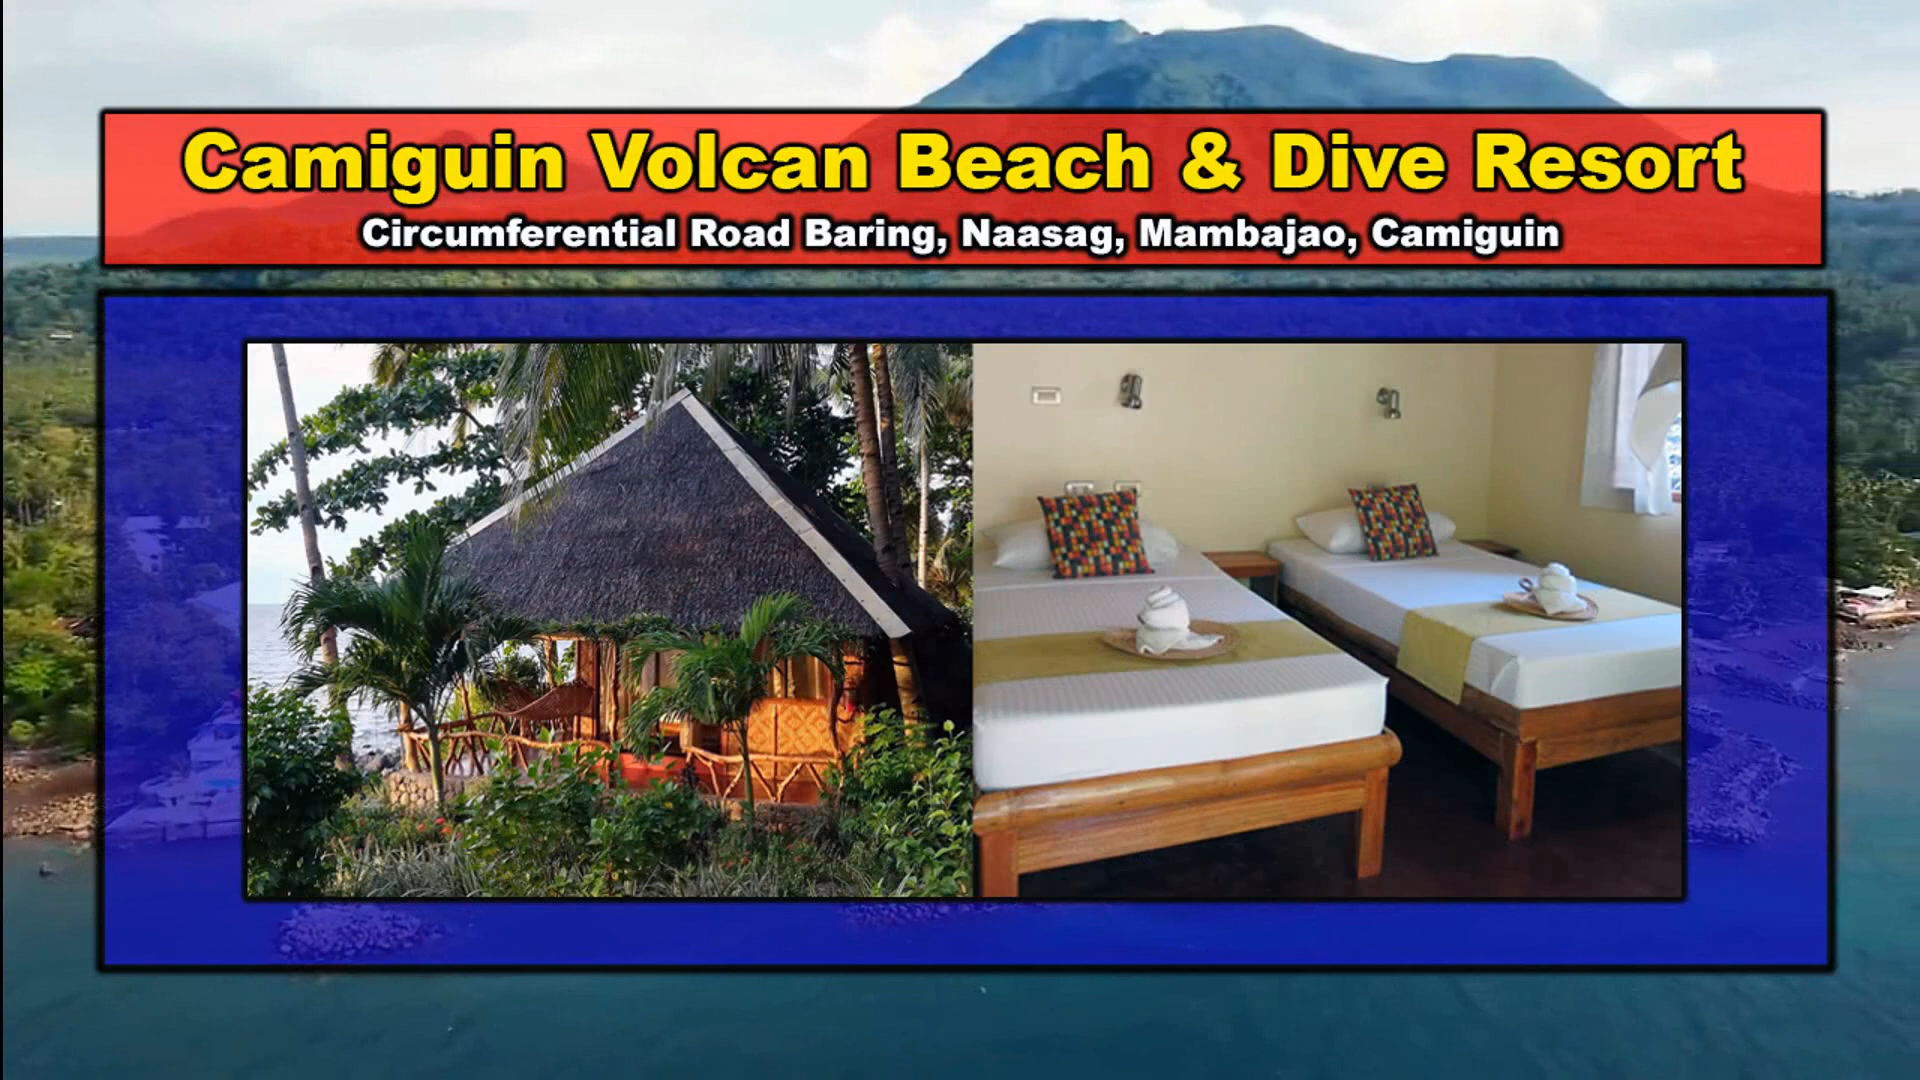 Camiguin Volcan Beach & Dive Resort
Circumferential Road Baring, Naasag, Mambajao, Camiguin